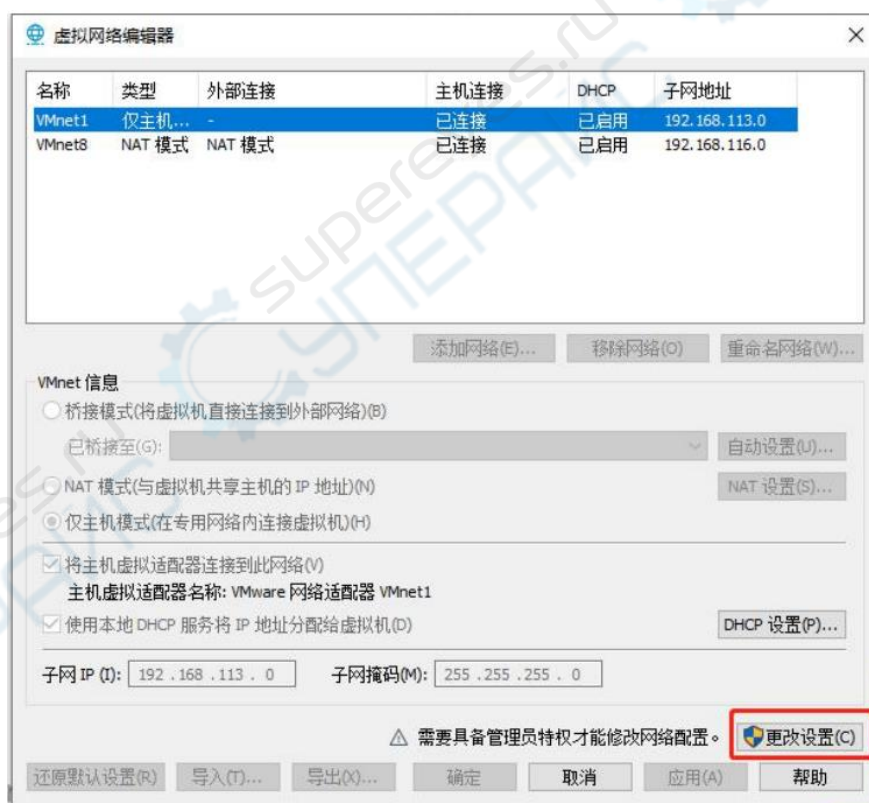 虚拟网络编辑器
名称 类型 外部连接 主机连接 DHCP 子网地址
VMnet1 仅主机... - 已连接 已启用 192.168.113.0
VMnet8 NAT 模式 NAT 模式 已连接 已启用 192.168.116.0
添加网络(E)... 移除网络(O) 重命名网络(W)...
VMnet 信息
桥接模式(将虚拟机直接连接到外部网络)(B)
已桥接至(G): 自动设置(U)...
NAT 模式(与虚拟机共享主机的 IP 地址)(N) NAT 设置(S)...
仅主机模式(在专用网络内连接虚拟机)(H)
将主机虚拟适配器连接到此网络(V)
主机虚拟适配器名称: VMware 网络适配器 VMnet1
使用本地 DHCP 服务将 IP 地址分配给虚拟机(D) DHCP 设置(P)...
子网 IP (I): 192 .168 .113 . 0 子网掩码(M): 255 .255 .255 . 0
⚠ 需要具备管理员特权才能修改网络配置。 更改设置(C)
还原默认设置(R) 导入(T)... 导出(X)... 确定 取消 应用(A) 帮助
supereyes.ru
СУПЕРАЙС